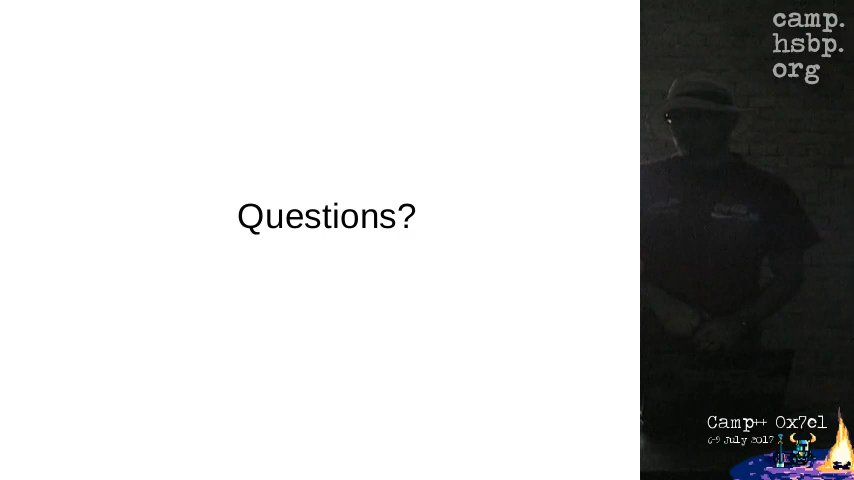 camp.
hsbp.
org
Questions?
Camp++ 0x7e1
6-9 July 2017